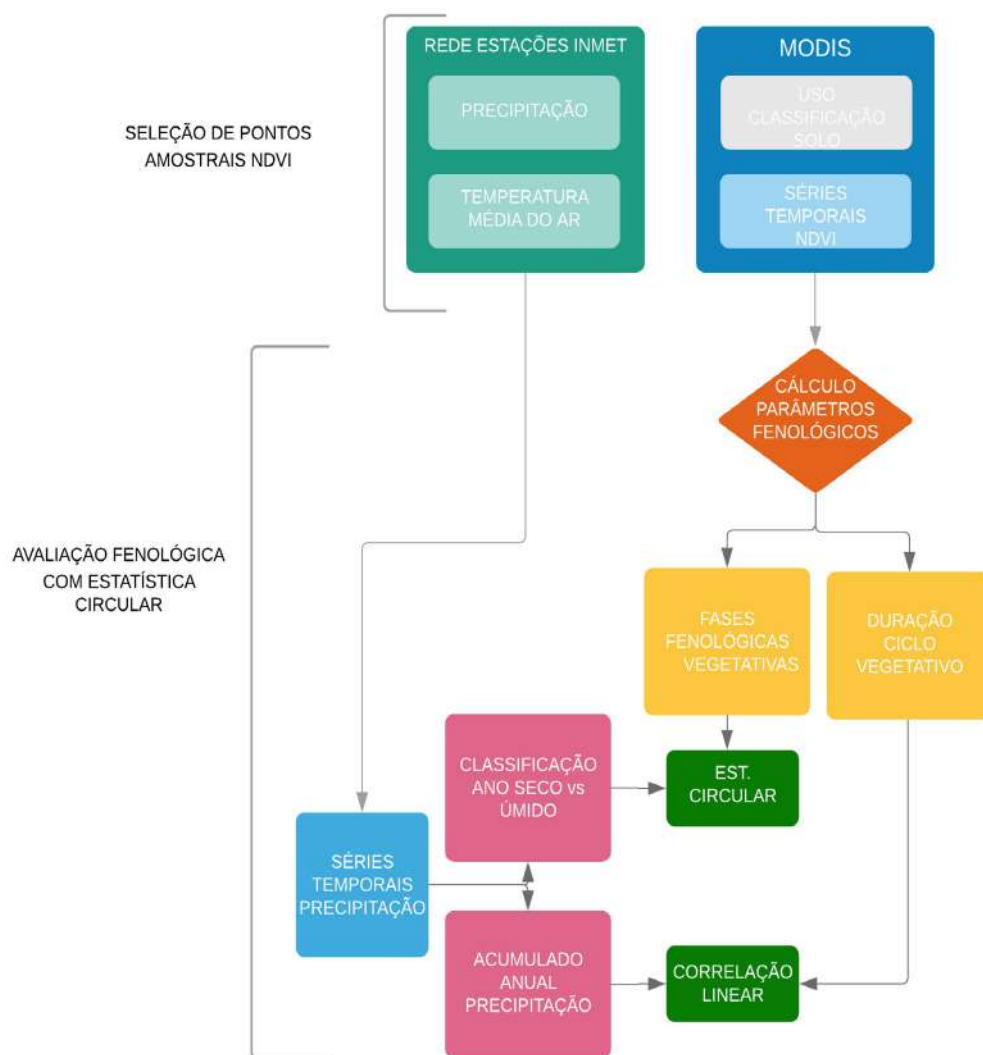 SELEÇÃO DE PONTOS
AMOSTRAIS NDVI
REDE ESTAÇÕES INMET
PRECIPITAÇÃO
TEMPERATURA
MÉDIA DO AR
MODIS
USO
CLASSIFICAÇÃO
SOLO
SÉRIES
TEMPORAIS
NDVI
CÁLCULO
PARÂMETROS
FENOLÓGICOS
AVALIAÇÃO FENOLÓGICA
COM ESTATÍSTICA
CIRCULAR
FASES
FENOLÓGICAS
VEGETATIVAS
DURAÇÃO
CICLO
VEGETATIVO
CLASSIFICAÇÃO
ANO SECO vs
ÚMIDO
EST.
CIRCULAR
SÉRIES
TEMPORAIS
PRECIPITAÇÃO
ACUMULADO
ANUAL
PRECIPITAÇÃO
CORRELAÇÃO
LINEAR